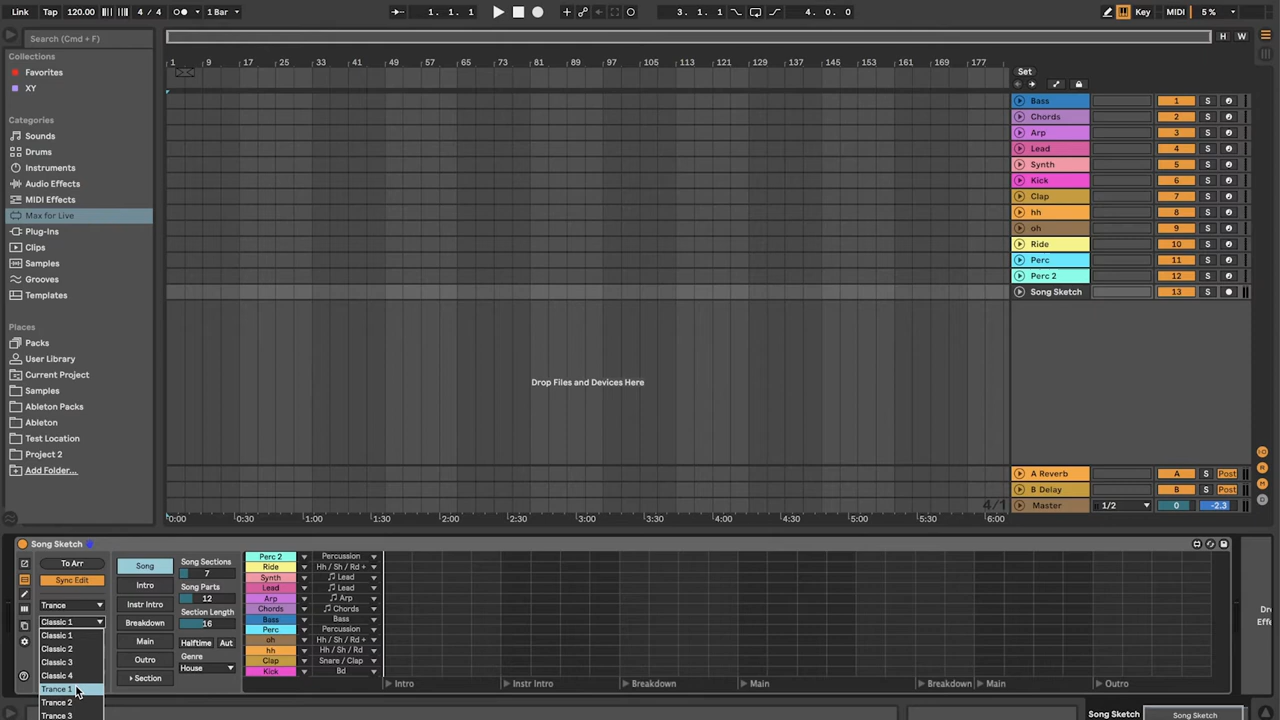 Link Tap 120.00 4 / 4 1 Bar 1. 1. 1 3. 1. 1 4. 0. 0 Key MIDI 5 %
Search (Cmd + F)
H W
Collections
Favorites
XY
Categories
Sounds
Drums
Instruments
Audio Effects
MIDI Effects
Max for Live
Plug-Ins
Clips
Samples
Grooves
Templates
Places
Packs
User Library
Current Project
Samples
Ableton Packs
Ableton
Test Location
Project 2
Add Folder...
1 9 17 25 33 41 49 57 65 73 81 89 97 105 113 121 129 137 145 153 161 169 177
Set
Bass 1 S
Chords 2 S
Arp 3 S
Lead 4 S
Synth 5 S
Kick 6 S
Clap 7 S
hh 8 S
oh 9 S
Ride 10 S
Perc 11 S
Perc 2 12 S
Song Sketch 13 S
Drop Files and Devices Here
A Reverb A S Post
B Delay B S Post
4/1
Master 1/2 0 -2.3
0:00 0:30 1:00 1:30 2:00 2:30 3:00 3:30 4:00 4:30 5:00 5:30 6:00
Song Sketch
To Arr
Sync Edit
Trance
Classic 1
Classic 1
Classic 2
Classic 3
Classic 4
Trance 1
Trance 2
Trance 3
Song
Intro
Instr Intro
Breakdown
Main
Outro
Section
Song Sections
7
Song Parts
12
Section Length
16
Halftime Aut
Genre
House
Perc 2 Percussion
Ride Hh / Sh / Rd +
Synth Lead
Lead Lead
Arp Arp
Chords Chords
Bass Bass
Perc Percussion
oh Hh / Sh / Rd +
hh Hh / Sh / Rd +
Clap Snare / Clap
Kick Bd
Intro Instr Intro Breakdown Main Breakdown Main Outro
Song Sketch Song Sketch